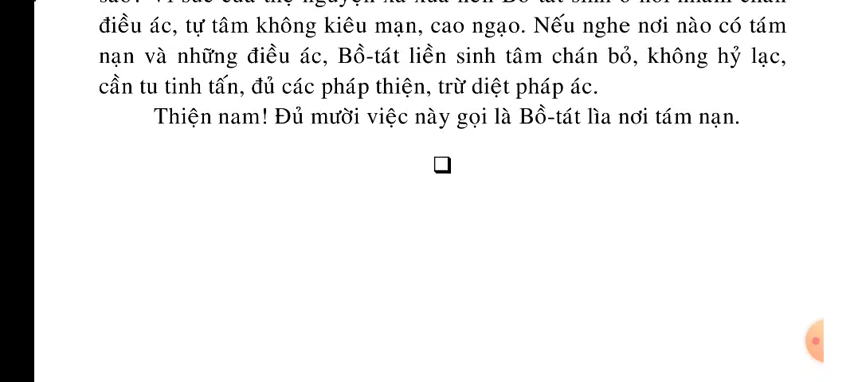 điều ác, tự tâm không kiêu mạn, cao ngạo. Nếu nghe nơi nào có tám
nạn và những điều ác, Bồ-tát liền sinh tâm chán bỏ, không hỷ lạc,
cần tu tinh tấn, đủ các pháp thiện, trừ diệt pháp ác.
Thiện nam! Đủ mười việc này gọi là Bồ-tát lìa nơi tám nạn.